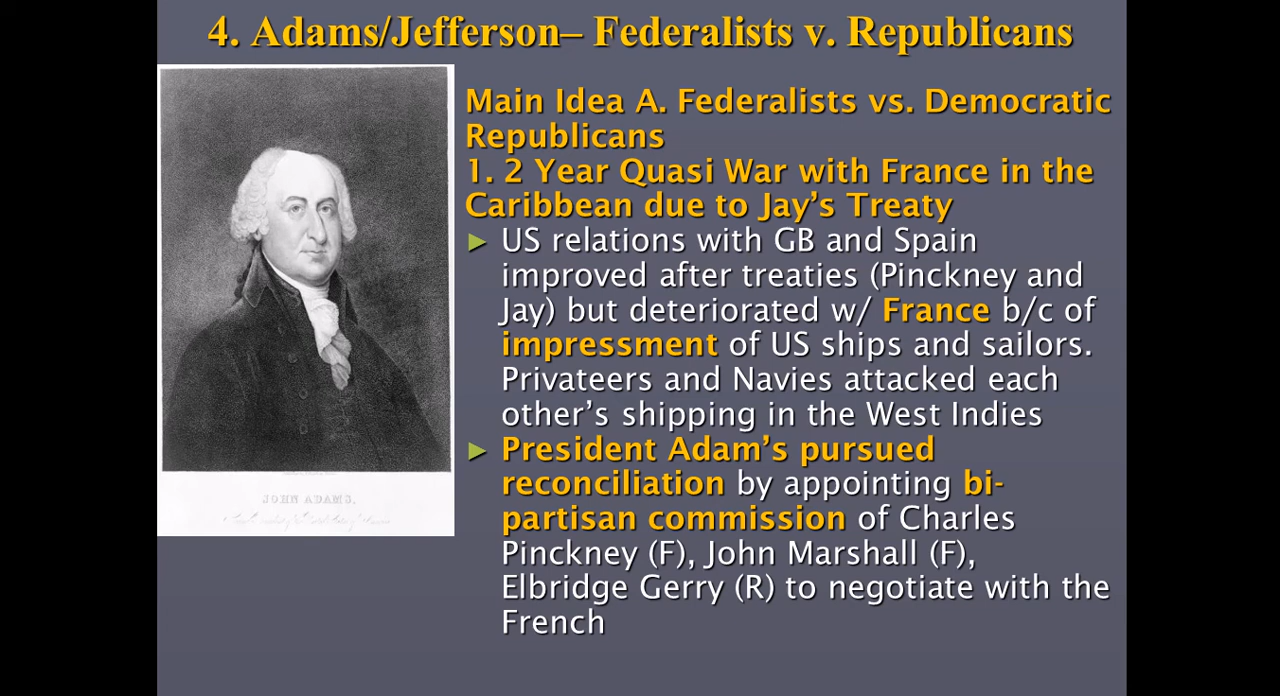 4. Adams/Jefferson– Federalists v. Republicans
Main Idea A. Federalists vs. Democratic
Republicans
1. 2 Year Quasi War with France in the
Caribbean due to Jay’s Treaty
► US relations with GB and Spain
improved after treaties (Pinckney and
Jay) but deteriorated w/ France b/c of
impressment of US ships and sailors.
Privateers and Navies attacked each
other’s shipping in the West Indies
► President Adam’s pursued
reconciliation by appointing bi-
partisan commission of Charles
Pinckney (F), John Marshall (F),
Elbridge Gerry (R) to negotiate with the
French
JOHN ADAMS.